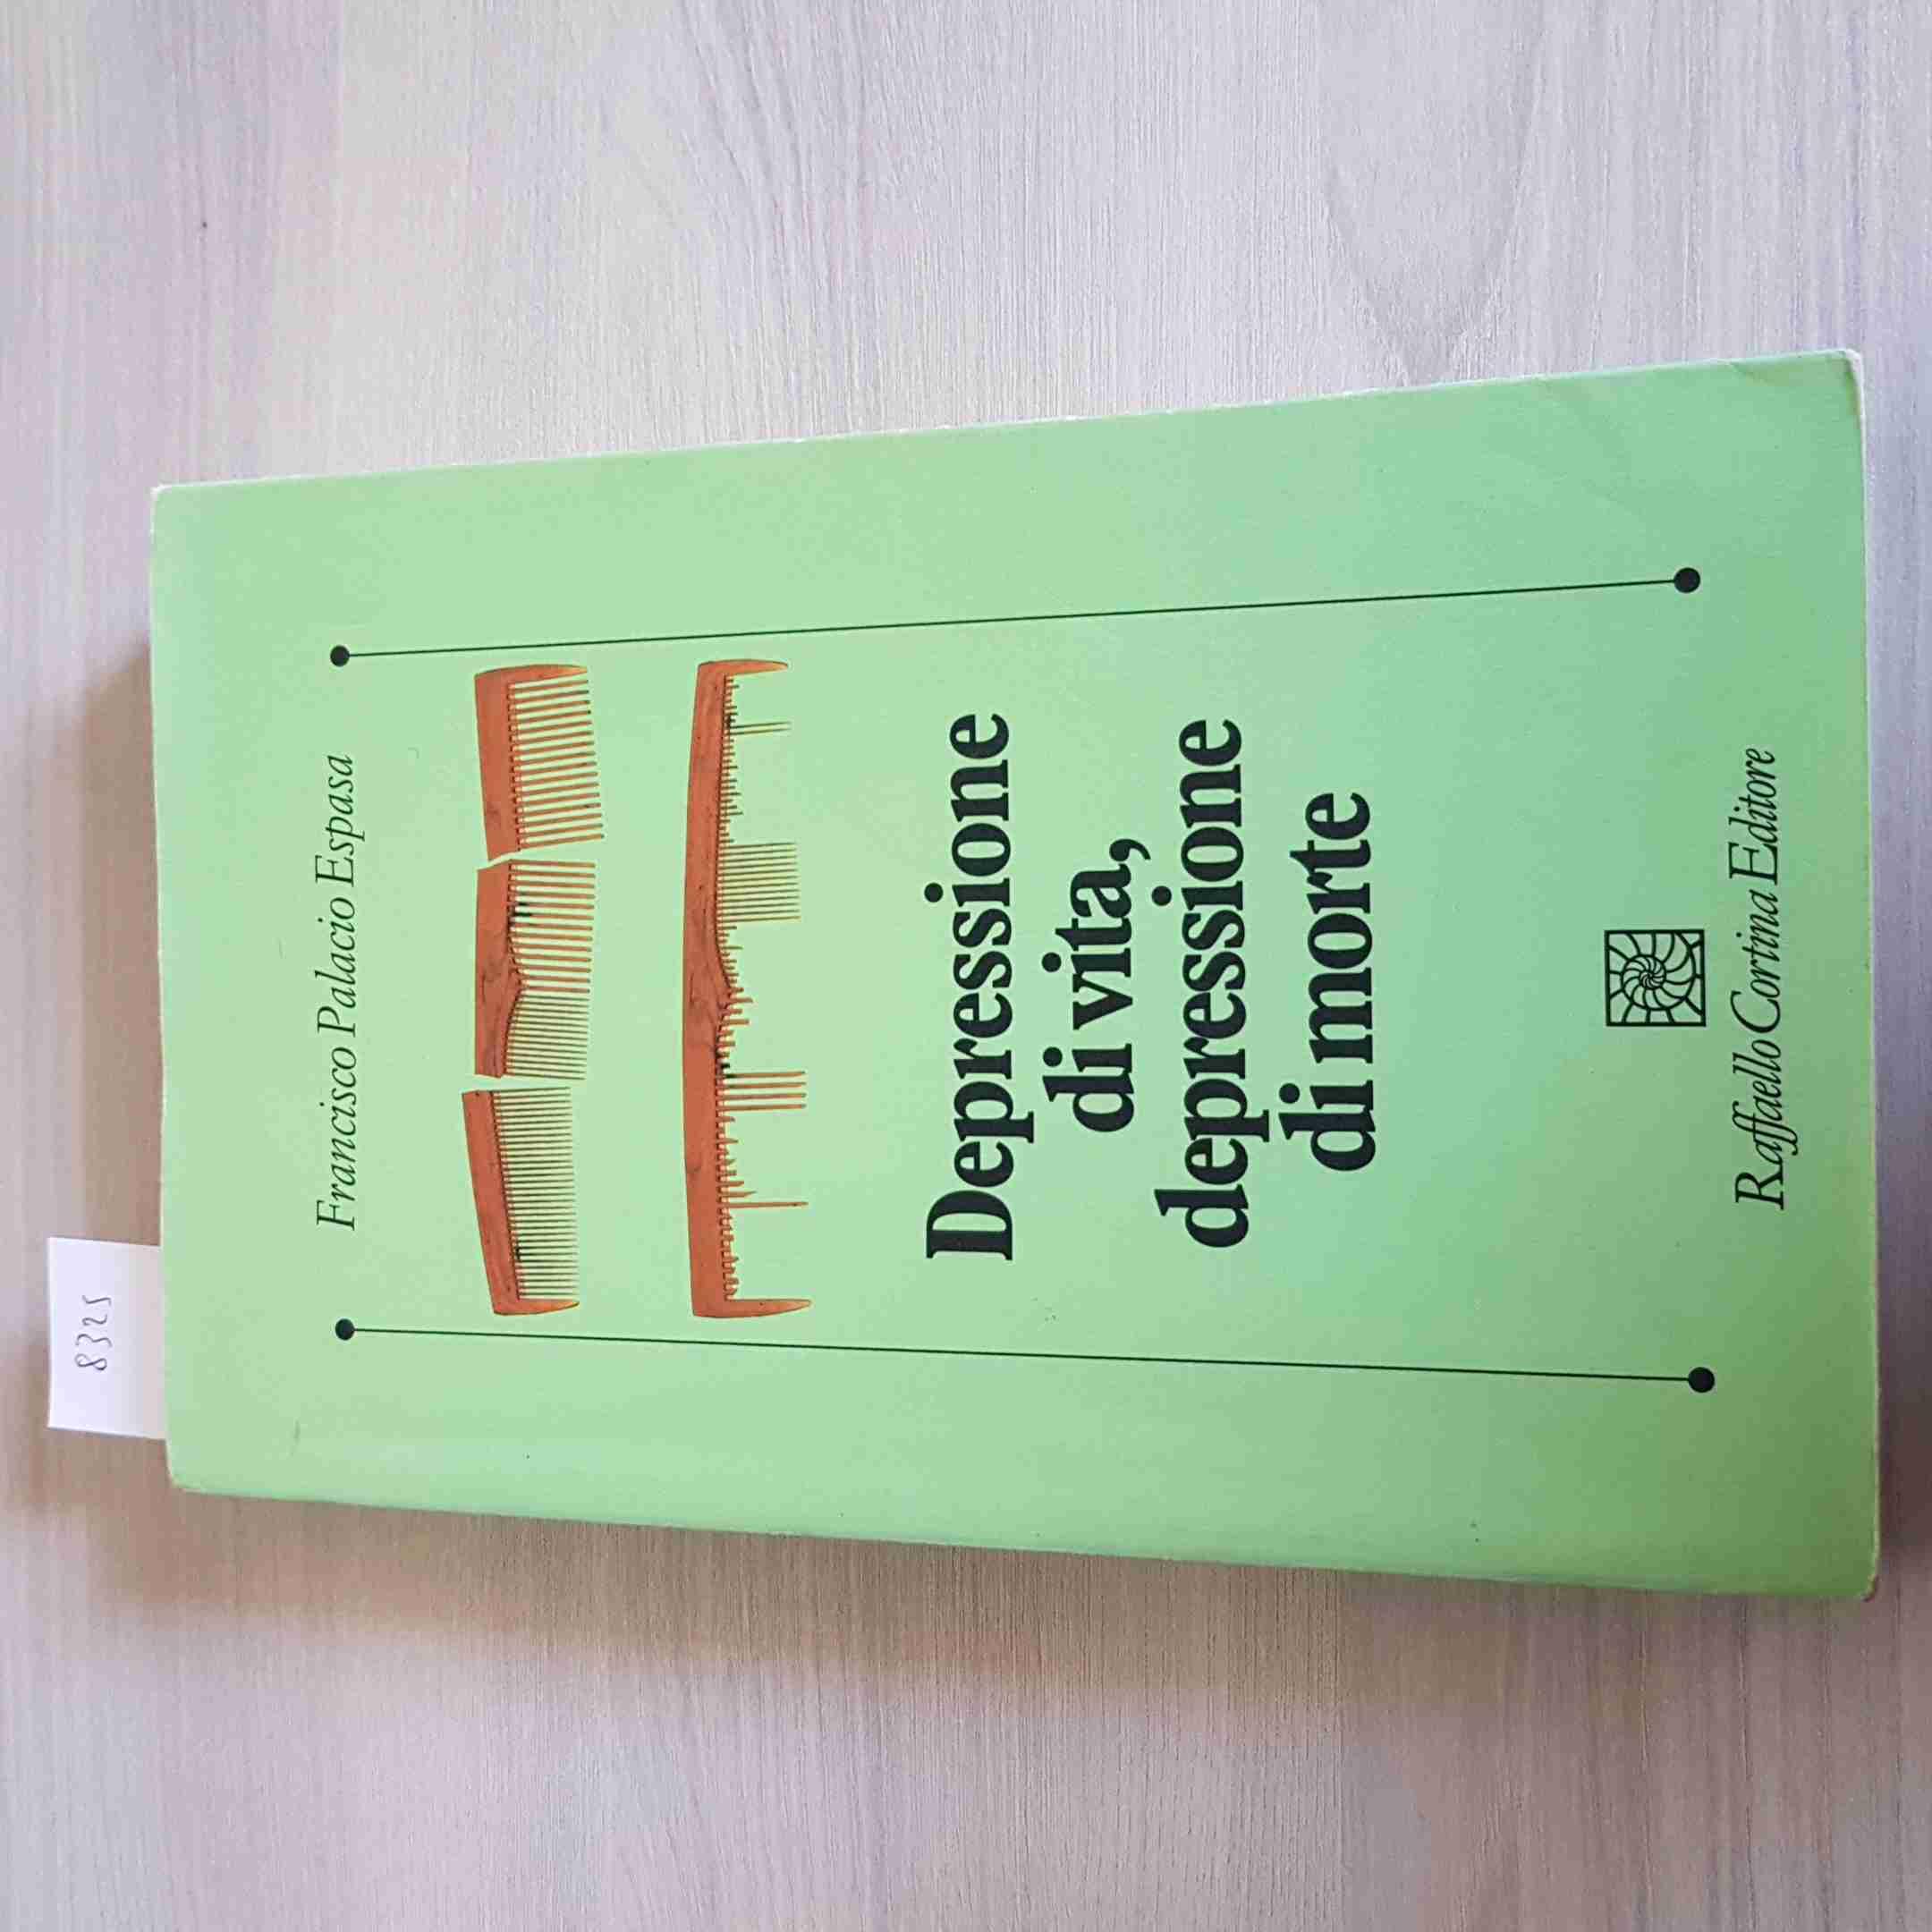 8325
Francisco Palacio Espasa
Depressione
di vita,
depressione
di morte
Raffaello Cortina Editore